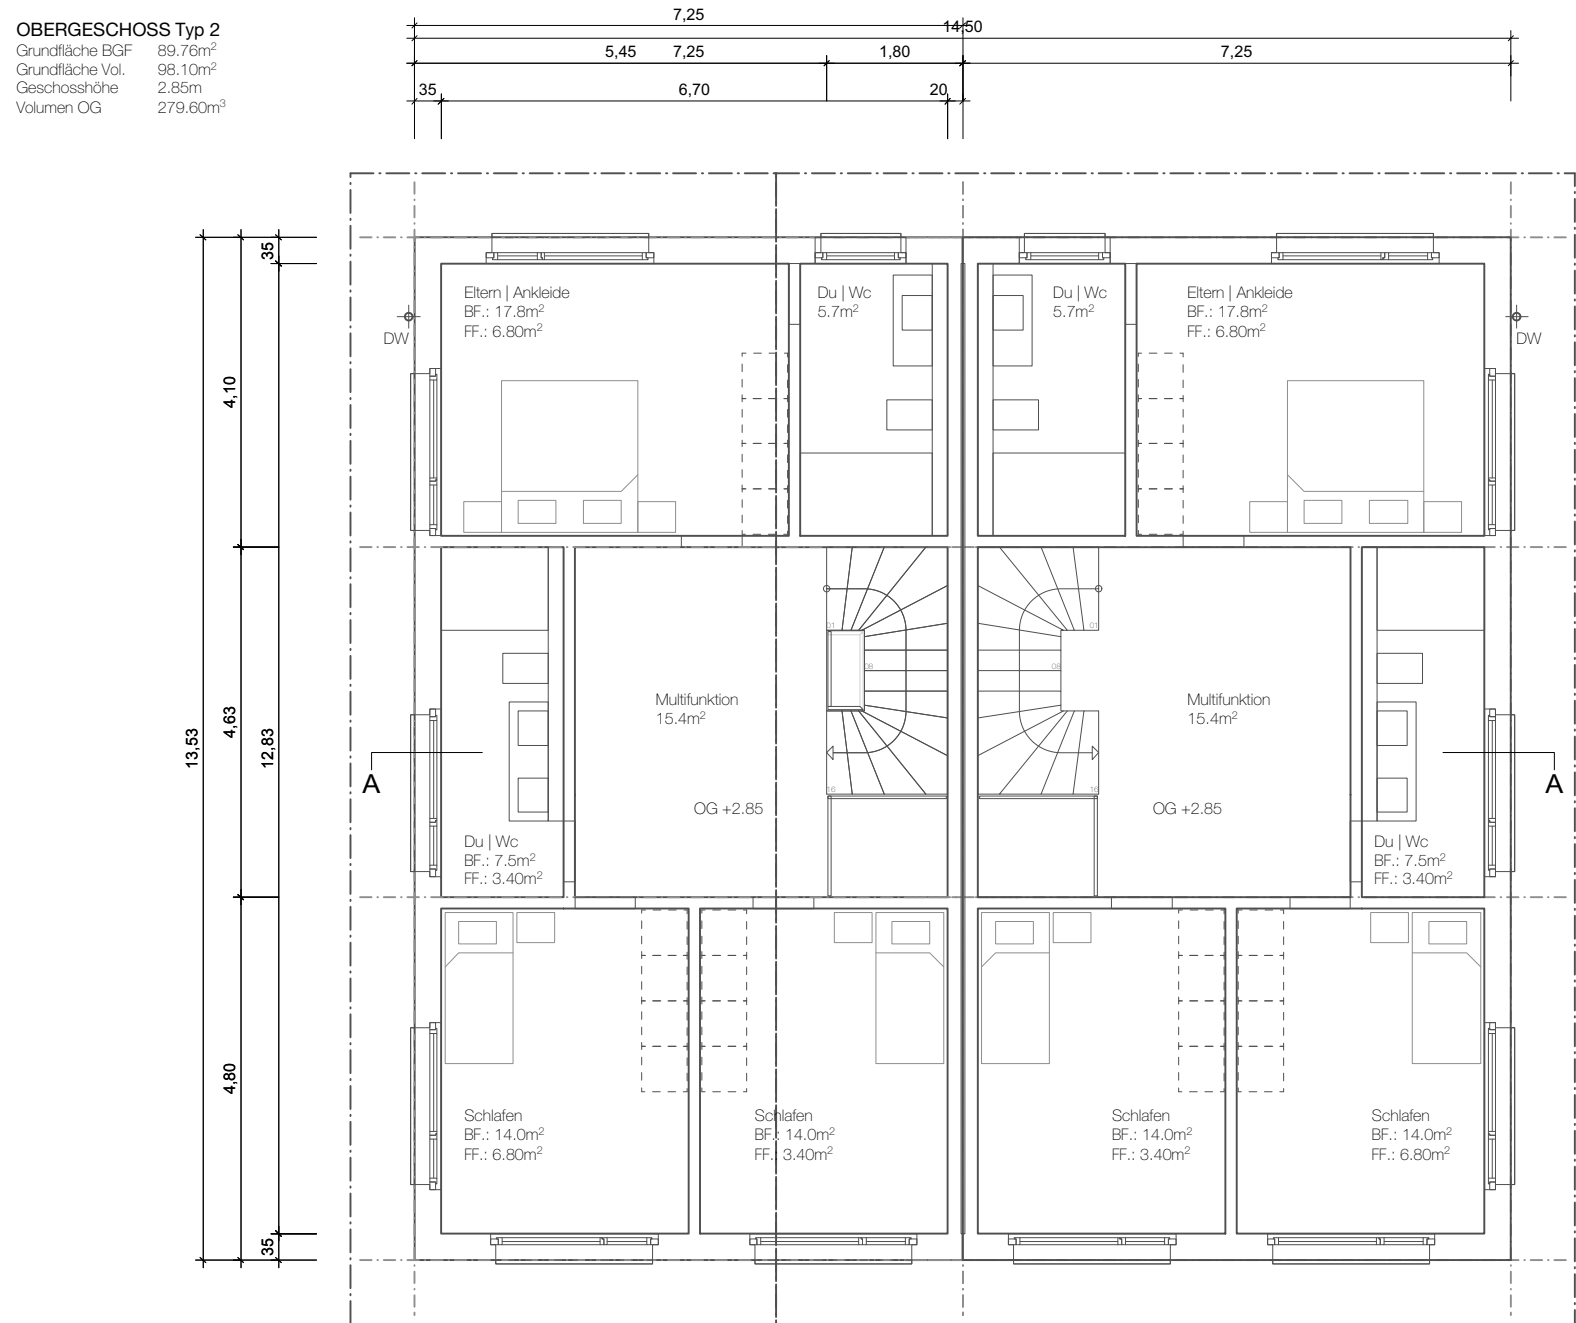 OBERGESCHOSS Typ 2
Grundfläche BGF 89.76m²
Grundfläche Vol. 98.10m²
Geschosshöhe 2.85m
Volumen OG 279.60m³
7,25
14,50
5,45 7,25 1,80 7,25
35 6,70 20
35
4,10
4,63
13,53
12,83
4,80
35
Eltern | Ankleide
BF.: 17.8m²
FF.: 6.80m²
Du | Wc
5.7m²
Du | Wc
5.7m²
Eltern | Ankleide
BF.: 17.8m²
FF.: 6.80m²
DW
DW
01
08
16
01
08
16
Multifunktion
15.4m²
Multifunktion
15.4m²
A
A
OG +2.85
OG +2.85
Du | Wc
BF.: 7.5m²
FF.: 3.40m²
Du | Wc
BF.: 7.5m²
FF.: 3.40m²
Schlafen
BF.: 14.0m²
FF.: 6.80m²
Schlafen
BF.: 14.0m²
FF.: 3.40m²
Schlafen
BF.: 14.0m²
FF.: 3.40m²
Schlafen
BF.: 14.0m²
FF.: 6.80m²